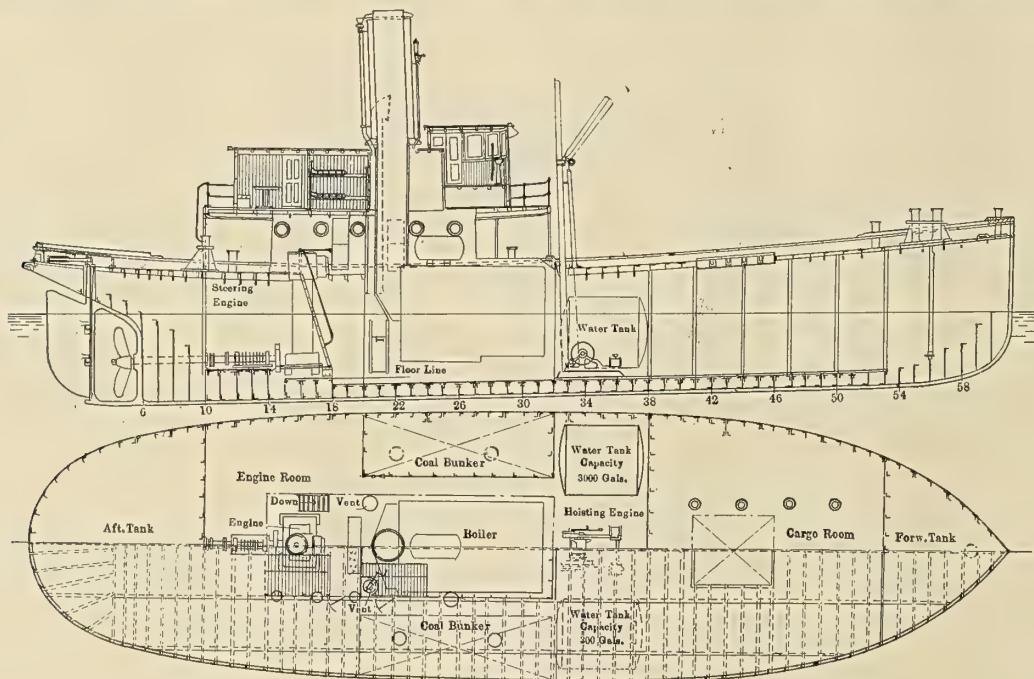 Steering
Engine
Water Tank
Floor Line
6 10 14 18 22 26 28 30 34 38 42 46 50 54 58
Coal Bunker
Water Tank
Capacity
3000 Gals.
Engine Room
Down
Vent
Hoisting Engine
Aft. Tank
Engine
Boiler
Cargo Room
Forw. Tank
Vent
Coal Bunker
Water Tank
Capacity
300 Gals.